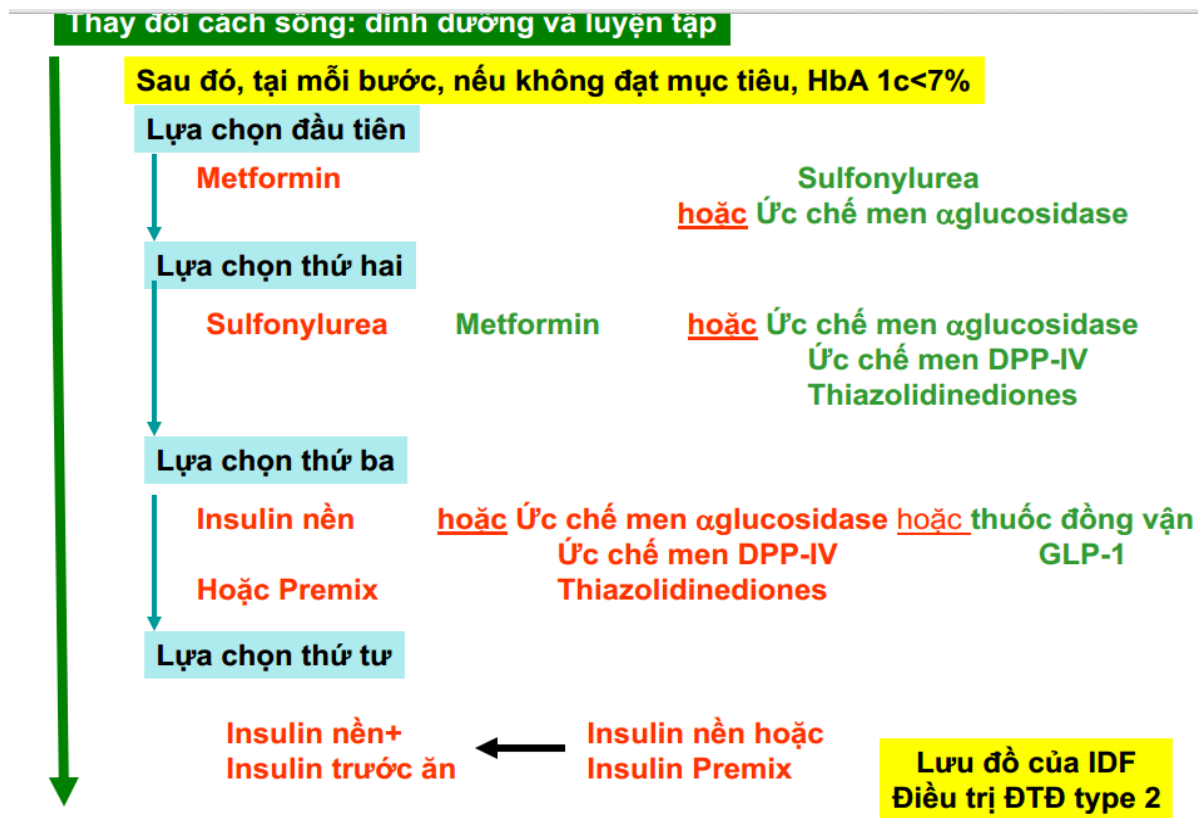 Thay đổi cách sống: dinh dưỡng và luyện tập
Sau đó, tại mỗi bước, nếu không đạt mục tiêu, HbA 1c<7%
Lựa chọn đầu tiên
Metformin Sulfonylurea
hoặc Ức chế men αglucosidase
Lựa chọn thứ hai
Sulfonylurea Metformin hoặc Ức chế men αglucosidase
Ức chế men DPP-IV
Thiazolidinediones
Lựa chọn thứ ba
Insulin nền hoặc Ức chế men αglucosidase hoặc thuốc đồng vận
Ức chế men DPP-IV GLP-1
Hoặc Premix Thiazolidinediones
Lựa chọn thứ tư
Insulin nền+ Insulin nền hoặc
Insulin trước ăn Insulin Premix
Lưu đồ của IDF
Điều trị ĐTĐ type 2